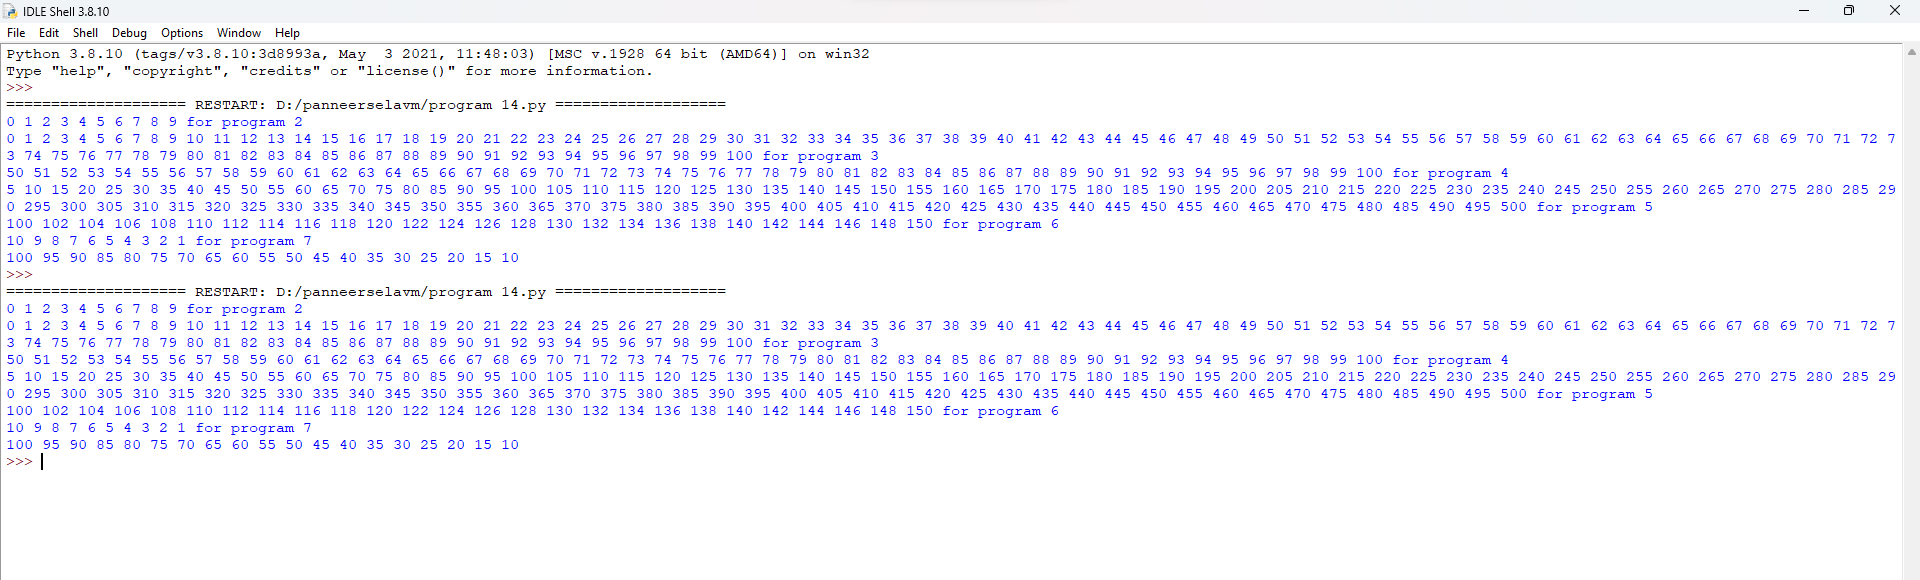 IDLE Shell 3.8.10
File Edit Shell Debug Options Window Help
Python 3.8.10 (tags/v3.8.10:3d8993a, May  3 2021, 11:48:03) [MSC v.1928 64 bit (AMD64)] on win32
Type "help", "copyright", "credits" or "license()" for more information.
>>>
==================== RESTART: D:/panneerselavm/program 14.py ===================
0 1 2 3 4 5 6 7 8 9 for program 2
0 1 2 3 4 5 6 7 8 9 10 11 12 13 14 15 16 17 18 19 20 21 22 23 24 25 26 27 28 29 30 31 32 33 34 35 36 37 38 39 40 41 42 43 44 45 46 47 48 49 50 51 52 53 54 55 56 57 58 59 60 61 62 63 64 65 66 67 68 69 70 71 72 7
3 74 75 76 77 78 79 80 81 82 83 84 85 86 87 88 89 90 91 92 93 94 95 96 97 98 99 100 for program 3
50 51 52 53 54 55 56 57 58 59 60 61 62 63 64 65 66 67 68 69 70 71 72 73 74 75 76 77 78 79 80 81 82 83 84 85 86 87 88 89 90 91 92 93 94 95 96 97 98 99 100 for program 4
5 10 15 20 25 30 35 40 45 50 55 60 65 70 75 80 85 90 95 100 105 110 115 120 125 130 135 140 145 150 155 160 165 170 175 180 185 190 195 200 205 210 215 220 225 230 235 240 245 250 255 260 265 270 275 280 285 29
0 295 300 305 310 315 320 325 330 335 340 345 350 355 360 365 370 375 380 385 390 395 400 405 410 415 420 425 430 435 440 445 450 455 460 465 470 475 480 485 490 495 500 for program 5
100 102 104 106 108 110 112 114 116 118 120 122 124 126 128 130 132 134 136 138 140 142 144 146 148 150 for program 6
10 9 8 7 6 5 4 3 2 1 for program 7
100 95 90 85 80 75 70 65 60 55 50 45 40 35 30 25 20 15 10
>>>
==================== RESTART: D:/panneerselavm/program 14.py ===================
0 1 2 3 4 5 6 7 8 9 for program 2
0 1 2 3 4 5 6 7 8 9 10 11 12 13 14 15 16 17 18 19 20 21 22 23 24 25 26 27 28 29 30 31 32 33 34 35 36 37 38 39 40 41 42 43 44 45 46 47 48 49 50 51 52 53 54 55 56 57 58 59 60 61 62 63 64 65 66 67 68 69 70 71 72 7
3 74 75 76 77 78 79 80 81 82 83 84 85 86 87 88 89 90 91 92 93 94 95 96 97 98 99 100 for program 3
50 51 52 53 54 55 56 57 58 59 60 61 62 63 64 65 66 67 68 69 70 71 72 73 74 75 76 77 78 79 80 81 82 83 84 85 86 87 88 89 90 91 92 93 94 95 96 97 98 99 100 for program 4
5 10 15 20 25 30 35 40 45 50 55 60 65 70 75 80 85 90 95 100 105 110 115 120 125 130 135 140 145 150 155 160 165 170 175 180 185 190 195 200 205 210 215 220 225 230 235 240 245 250 255 260 265 270 275 280 285 29
0 295 300 305 310 315 320 325 330 335 340 345 350 355 360 365 370 375 380 385 390 395 400 405 410 415 420 425 430 435 440 445 450 455 460 465 470 475 480 485 490 495 500 for program 5
100 102 104 106 108 110 112 114 116 118 120 122 124 126 128 130 132 134 136 138 140 142 144 146 148 150 for program 6
10 9 8 7 6 5 4 3 2 1 for program 7
100 95 90 85 80 75 70 65 60 55 50 45 40 35 30 25 20 15 10
>>>